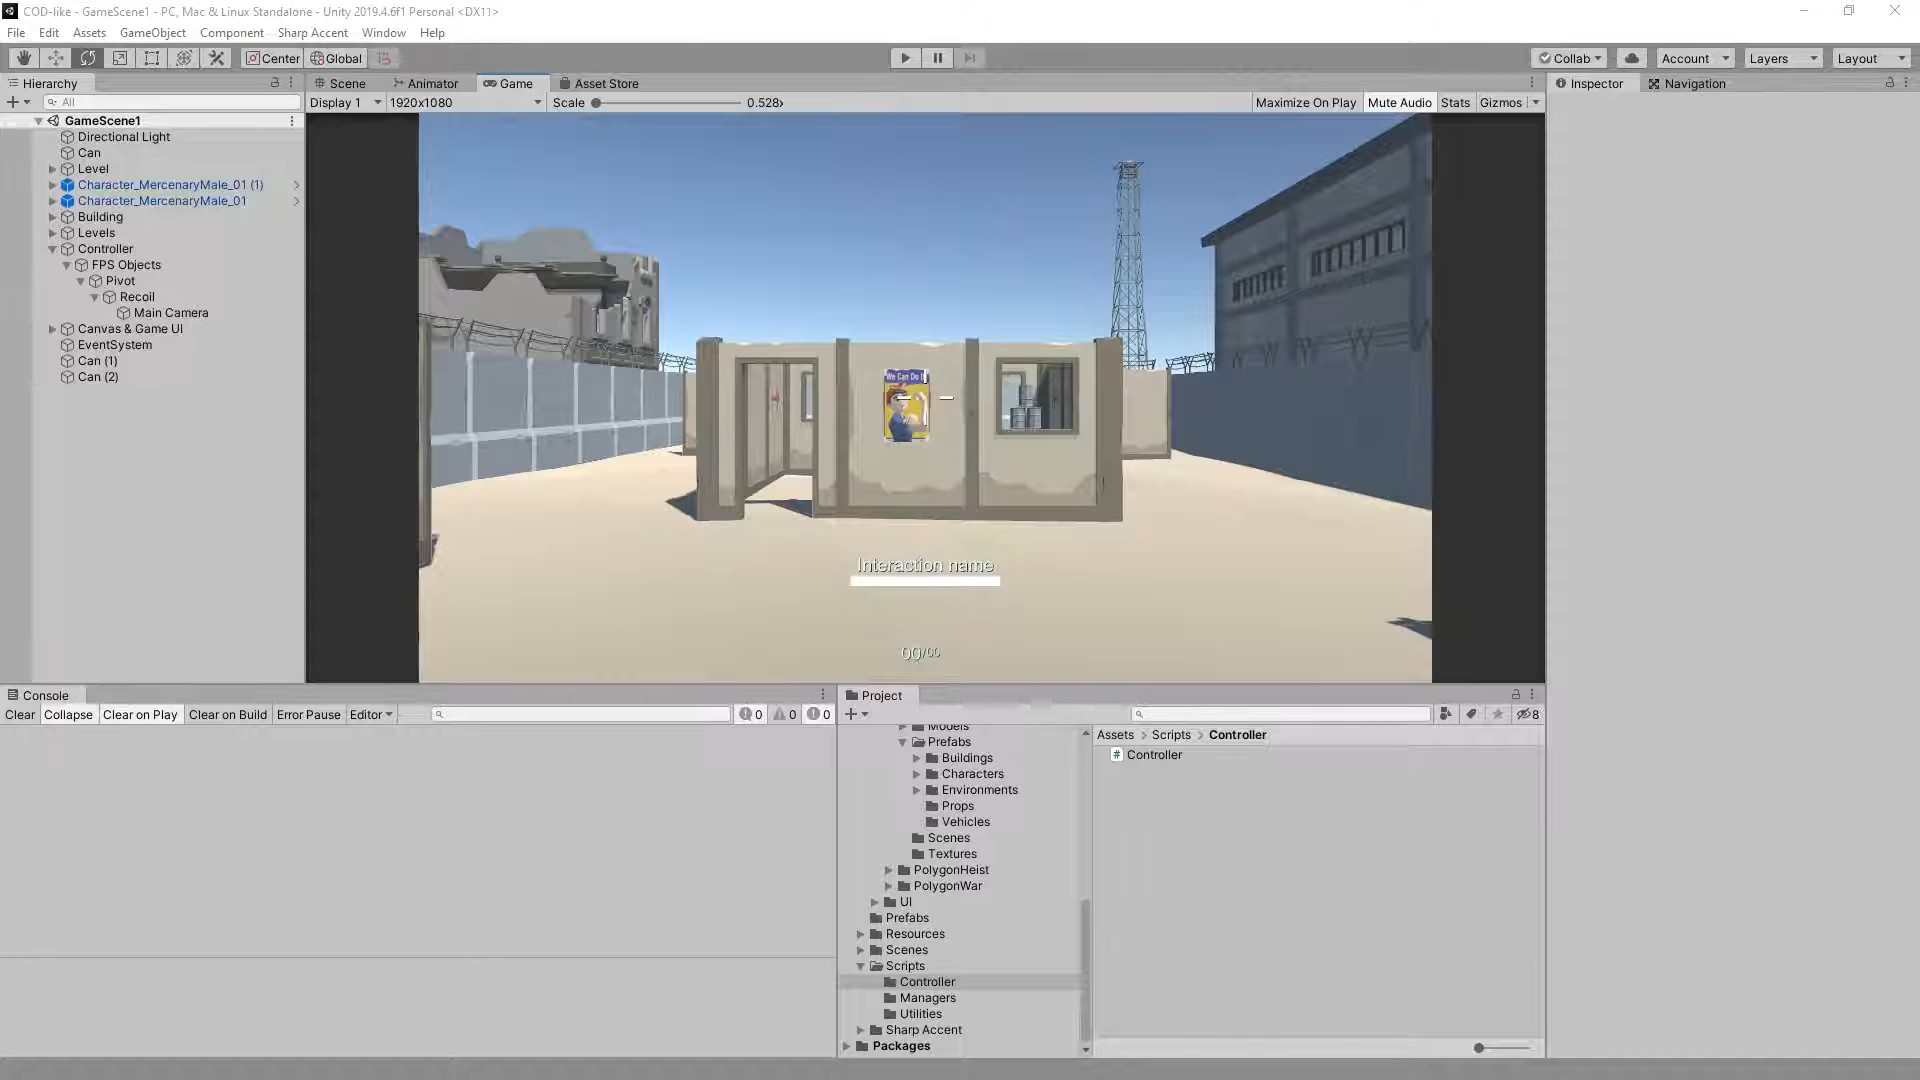 COD-like - GameScene1 - PC, Mac & Linux Standalone - Unity 2019.4.6f1 Personal <DX11>
File Edit Assets GameObject Component Sharp Accent Window Help
Center Global Collab Account Layers Layout
Hierarchy Scene Animator Game Asset Store Inspector Navigation
All Display 1 1920x1080 Scale 0.528x Maximize On Play Mute Audio Stats Gizmos
GameScene1
Directional Light
Can
Level
Character_MercenaryMale_01 (1)
Character_MercenaryMale_01
Building
Levels
Controller
FPS Objects
Pivot
Recoil
Main Camera
Canvas & Game UI
EventSystem
Can (1)
Can (2)
We Can Do
Interaction name
00/00
Console Project
Clear Collapse Clear on Play Clear on Build Error Pause Editor 0 0 0 8
Models
Prefabs
Buildings
Characters
Environments
Props
Vehicles
Scenes
Textures
PolygonHeist
PolygonWar
UI
Prefabs
Resources
Scenes
Scripts
Controller
Managers
Utilities
Sharp Accent
Packages
Assets > Scripts > Controller
Controller